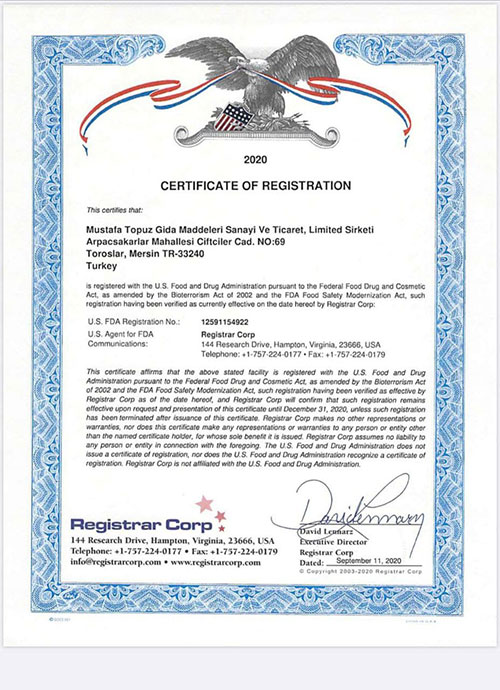 2020
CERTIFICATE OF REGISTRATION
This certifies that:
Mustafa Topuz Gida Maddeleri Sanayi Ve Ticaret, Limited Sirketi
Arpacsakarlar Mahallesi Ciftciler Cad. NO:69
Toroslar, Mersin TR-33240
Turkey
is registered with the U.S. Food and Drug Administration pursuant to the Federal Food Drug and Cosmetic
Act, as amended by the Bioterrorism Act of 2002 and the FDA Food Safety Modernization Act, such
registration having been verified as currently effective on the date hereof by Registrar Corp:
U.S. FDA Registration No.: 12591154922
U.S. Agent for FDA Registrar Corp
Communications: 144 Research Drive, Hampton, Virginia, 23666, USA
Telephone: +1-757-224-0177 • Fax: +1-757-224-0179
This certificate affirms that the above stated facility is registered with the U.S. Food and Drug
Administration pursuant to the Federal Food Drug and Cosmetic Act, as amended by the Bioterrorism Act
of 2002 and the FDA Food Safety Modernization Act, such registration having been verified as effective by
Registrar Corp as of the date hereof, and Registrar Corp will confirm that such registration remains
effective upon request and presentation of this certificate until December 31, 2020, unless such registration
has been terminated after issuance of this certificate. Registrar Corp makes no other representations or
warranties, nor does this certificate make any representations or warranties to any person or entity other
than the named certificate holder, for whose sole benefit it is issued. Registrar Corp assumes no liability to
any person or entity in connection with the foregoing. The U.S. Food and Drug Administration does not
issue a certificate of registration, nor does the U.S. Food and Drug Administration recognize a certificate of
registration. Registrar Corp is not affiliated with the U.S. Food and Drug Administration.
Registrar Corp
144 Research Drive, Hampton, Virginia, 23666, USA
Telephone: +1-757-224-0177 • Fax: +1-757-224-0179
info@registrarcorp.com • www.registrarcorp.com
David Lennarz
David Lennarz
Executive Director
Registrar Corp
Dated: September 11, 2020
© Copyright 2003-2020 Registrar Corp